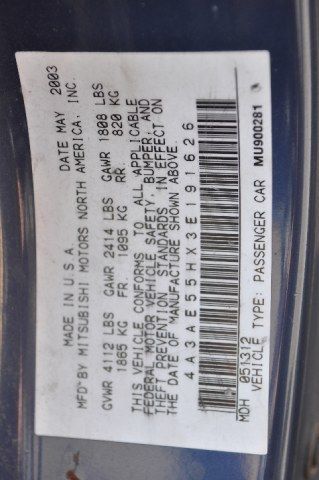 MADE IN U.S.A. DATE MAY 2003
MFD BY MITSUBISHI MOTORS NORTH AMERICA, INC.
GVWR 4112 LBS GAWR 2414 LBS GAWR 1808 LBS
1865 KG FR 1095 KG RR. 820 KG
THIS VEHICLE CONFORMS TO ALL APPLICABLE
FEDERAL MOTOR VEHICLE SAFETY, BUMPER, AND
THEFT PREVENTION STANDARDS IN EFFECT ON
THE DATE OF MANUFACTURE SHOWN ABOVE.
4A3AE55HX3E191626
MDH 051312
VEHICLE TYPE: PASSENGER CAR MU900281